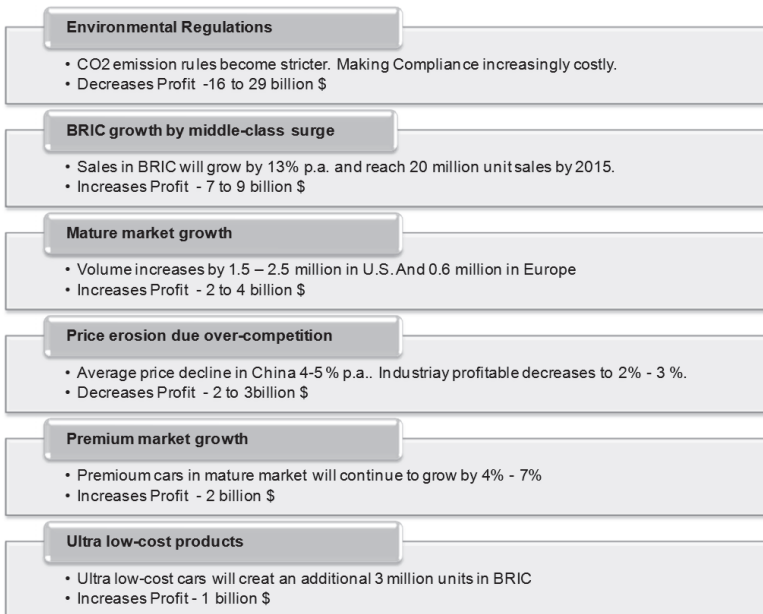 Environmental Regulations
• CO2 emission rules become stricter. Making Compliance increasingly costly.
• Decreases Profit -16 to 29 billion $
BRIC growth by middle-class surge
• Sales in BRIC will grow by 13% p.a. and reach 20 million unit sales by 2015.
• Increases Profit - 7 to 9 billion $
Mature market growth
• Volume increases by 1.5 – 2.5 million in U.S. And 0.6 million in Europe
• Increases Profit - 2 to 4 billion $
Price erosion due over-competition
• Average price decline in China 4-5 % p.a.. Industriay profitable decreases to 2% - 3 %.
• Decreases Profit - 2 to 3billion $
Premium market growth
• Premioum cars in mature market will continue to grow by 4% - 7%
• Increases Profit - 2 billion $
Ultra low-cost products
• Ultra low-cost cars will creat an additional 3 million units in BRIC
• Increases Profit - 1 billion $